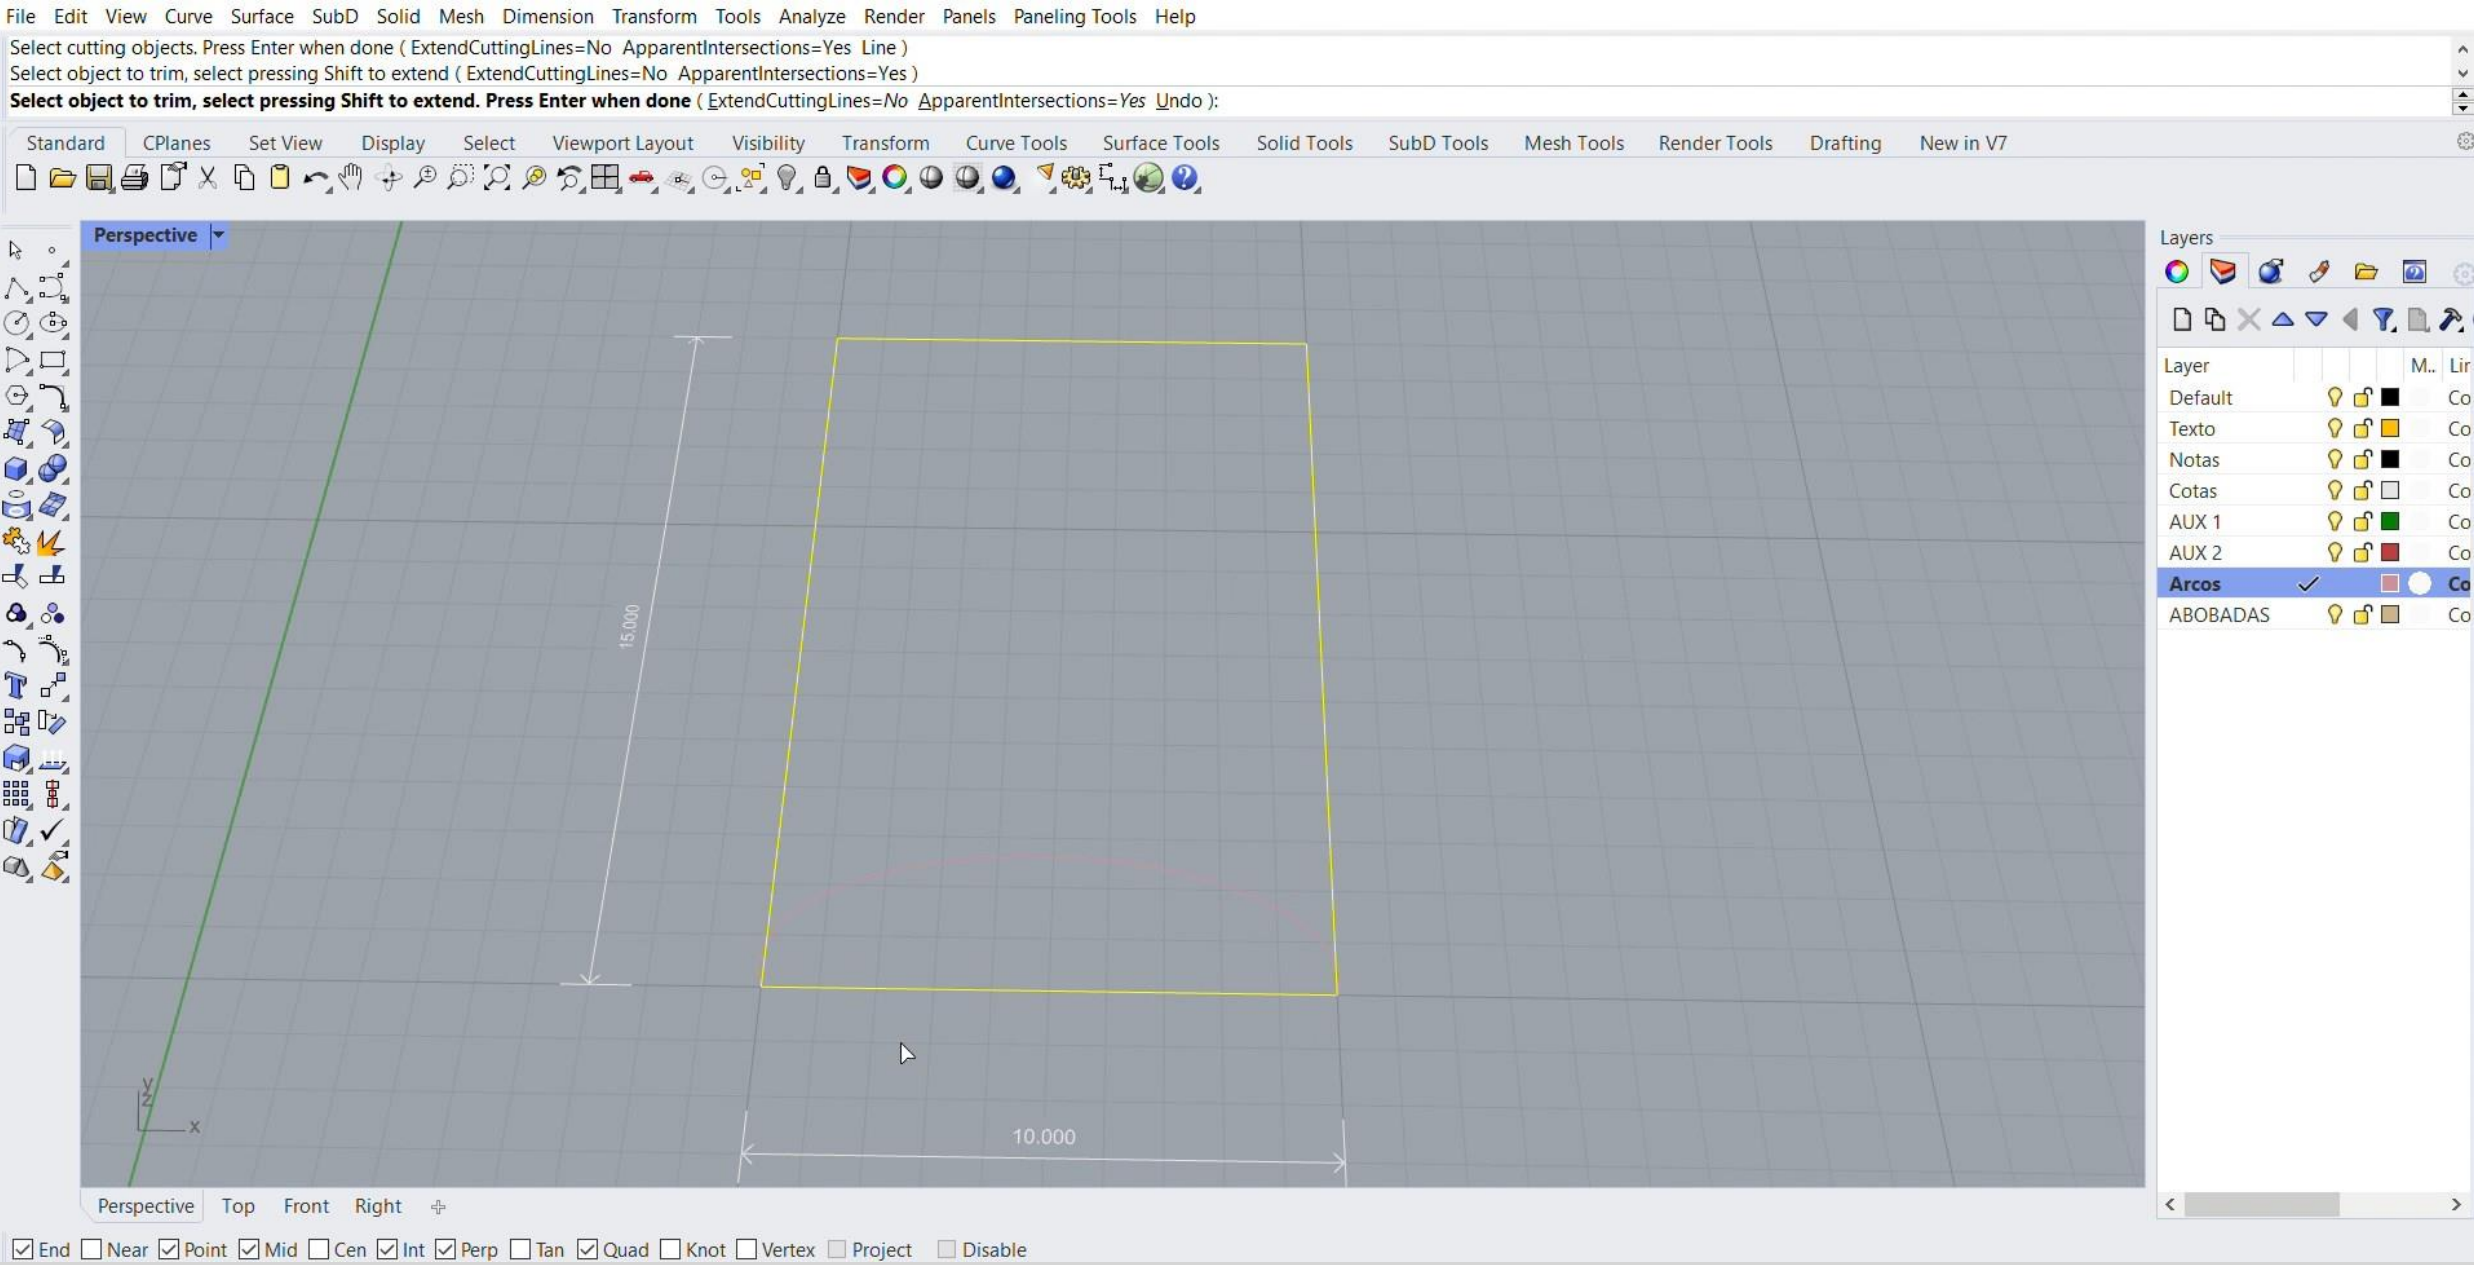 File Edit View Curve Surface SubD Solid Mesh Dimension Transform Tools Analyze Render Panels Paneling Tools Help
Select cutting objects. Press Enter when done ( ExtendCuttingLines=No ApparentIntersections=Yes Line )
Select object to trim, select pressing Shift to extend ( ExtendCuttingLines=No ApparentIntersections=Yes )
Select object to trim, select pressing Shift to extend. Press Enter when done ( ExtendCuttingLines=No ApparentIntersections=Yes Undo ):
Standard CPlanes Set View Display Select Viewport Layout Visibility Transform Curve Tools Surface Tools Solid Tools SubD Tools Mesh Tools Render Tools Drafting New in V7
Perspective
Layers
Layer M.. Lir
Default Co
Texto Co
Notas Co
Cotas Co
AUX 1 Co
AUX 2 Co
Arcos Co
ABOBADAS Co
15.000
y
z
x
10.000
Perspective Top Front Right
End Near Point Mid Cen Int Perp Tan Quad Knot Vertex Project Disable